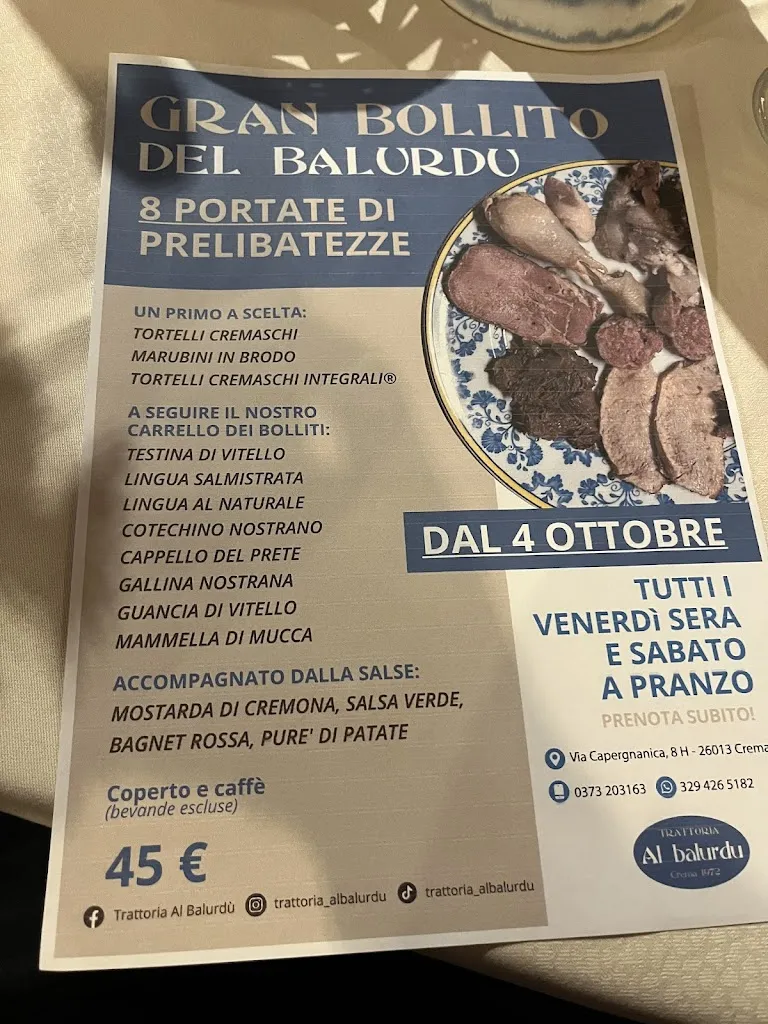 GRAN BOLLITO
DEL BALURDU
8 PORTATE DI
PRELIBATEZZE
UN PRIMO A SCELTA:
TORTELLI CREMASCHI
MARUBINI IN BRODO
TORTELLI CREMASCHI INTEGRALI®
A SEGUIRE IL NOSTRO
CARRELLO DEI BOLLITI:
TESTINA DI VITELLO
LINGUA SALMISTRATA
LINGUA AL NATURALE
COTECHINO NOSTRANO
CAPPELLO DEL PRETE
GALLINA NOSTRANA
GUANCIA DI VITELLO
MAMMELLA DI MUCCA
ACCOMPAGNATO DALLA SALSE:
MOSTARDA DI CREMONA, SALSA VERDE,
BAGNET ROSSA, PURE' DI PATATE
Coperto e caffè
(bevande escluse)
45 €
Trattoria Al Balurdù
trattoria_albalurdu
trattoria_albalurdu
DAL 4 OTTOBRE
TUTTI I
VENERDÌ SERA
E SABATO
A PRANZO
PRENOTA SUBITO!
Via Capergnanica, 8 H - 26013 Crema
0373 203163 329 426 5182
TRATTORIA
Al balurdu
Crema 1972